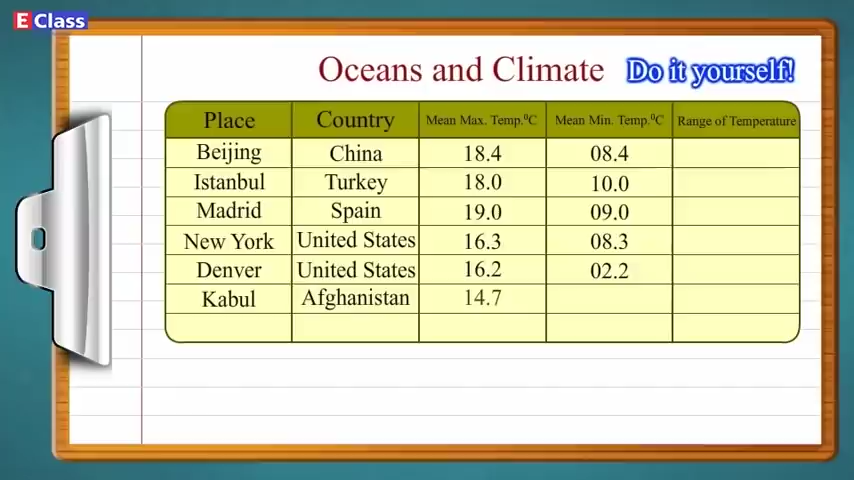 E Class
Oceans and Climate Do it yourself!
Place Country Mean Max. Temp.⁰C Mean Min. Temp.⁰C Range of Temperature
Beijing China 18.4 08.4
Istanbul Turkey 18.0 10.0
Madrid Spain 19.0 09.0
New York United States 16.3 08.3
Denver United States 16.2 02.2
Kabul Afghanistan 14.7